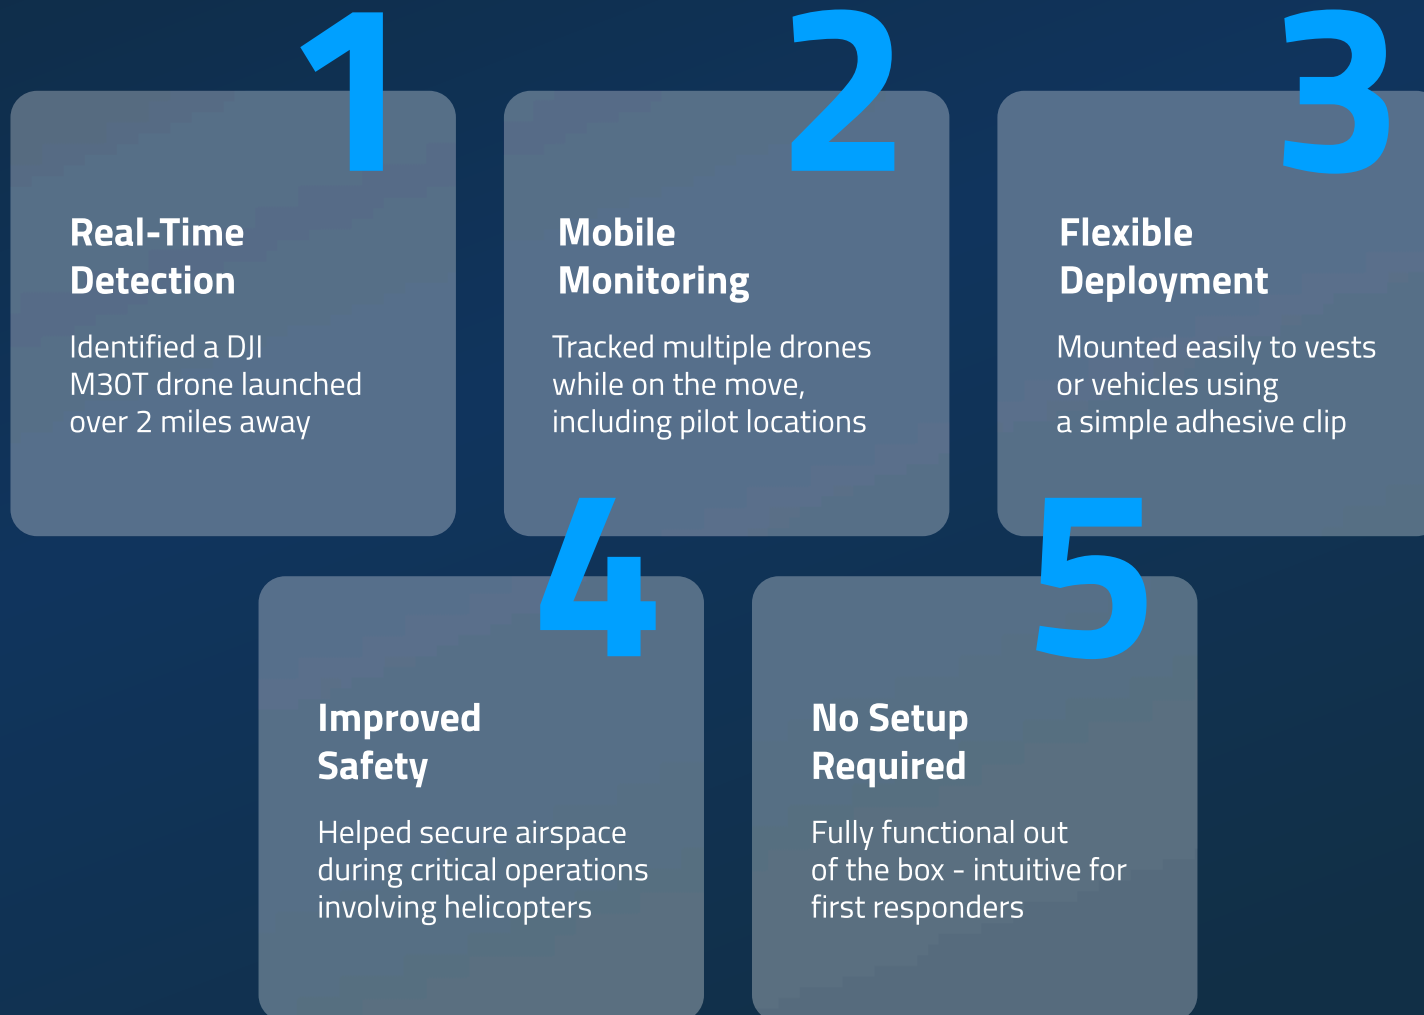 1
Real-Time
Detection
Identified a DJI
M30T drone launched
over 2 miles away
2
Mobile
Monitoring
Tracked multiple drones
while on the move,
including pilot locations
3
Flexible
Deployment
Mounted easily to vests
or vehicles using
a simple adhesive clip
4
Improved
Safety
Helped secure airspace
during critical operations
involving helicopters
5
No Setup
Required
Fully functional out
of the box - intuitive for
first responders